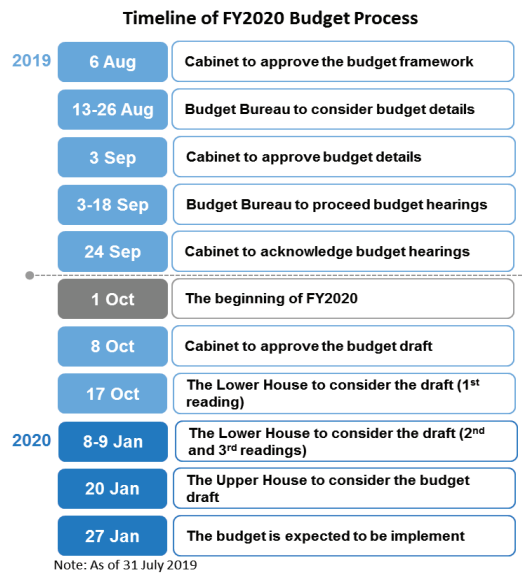 Timeline of FY2020 Budget Process
2019
6 Aug
Cabinet to approve the budget framework
13-26 Aug
Budget Bureau to consider budget details
3 Sep
Cabinet to approve budget details
3-18 Sep
Budget Bureau to proceed budget hearings
24 Sep
Cabinet to acknowledge budget hearings
1 Oct
The beginning of FY2020
8 Oct
Cabinet to approve the budget draft
17 Oct
The Lower House to consider the draft (1st
reading)
2020
8-9 Jan
The Lower House to consider the draft (2nd
and 3rd readings)
20 Jan
The Upper House to consider the budget
draft
27 Jan
The budget is expected to be implement
Note: As of 31 July 2019